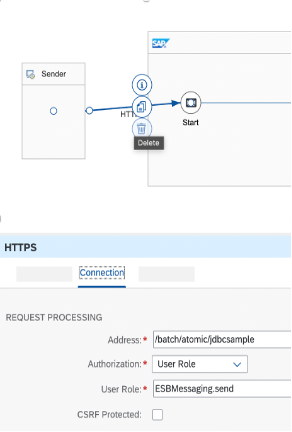 SAP
Sender
HTT
Start
Delete
HTTPS
Connection
REQUEST PROCESSING
Address:* /batch/atomic/jdbcsample
Authorization:* User Role
User Role:* ESBMessaging.send
CSRF Protected: